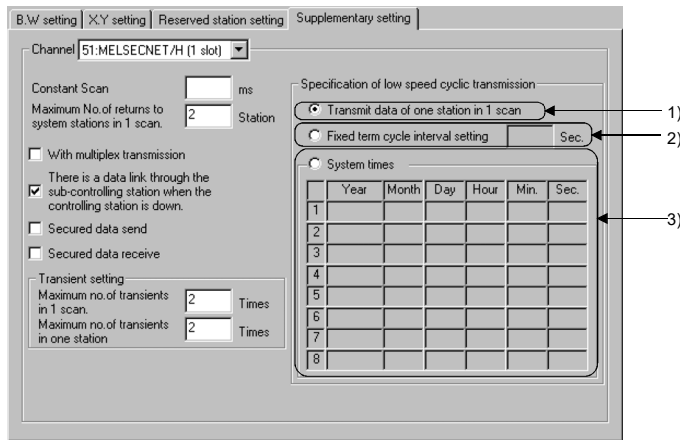 B.W setting X.Y setting Reserved station setting Supplementary setting
Channel 51:MELSECNET/H (1 slot)
Constant Scan ms
Maximum No.of returns to
system stations in 1 scan. 2 Station
With multiplex transmission
There is a data link through the
sub-controlling station when the
controlling station is down.
Secured data send
Secured data receive
Transient setting
Maximum no.of transients
in 1 scan. 2 Times
Maximum no.of transients
in one station 2 Times
Specification of low speed cyclic transmission
Transmit data of one station in 1 scan 1)
Fixed term cycle interval setting Sec. 2)
System times
Year Month Day Hour Min. Sec.
1
2
3
4
5
6
7
8
3)